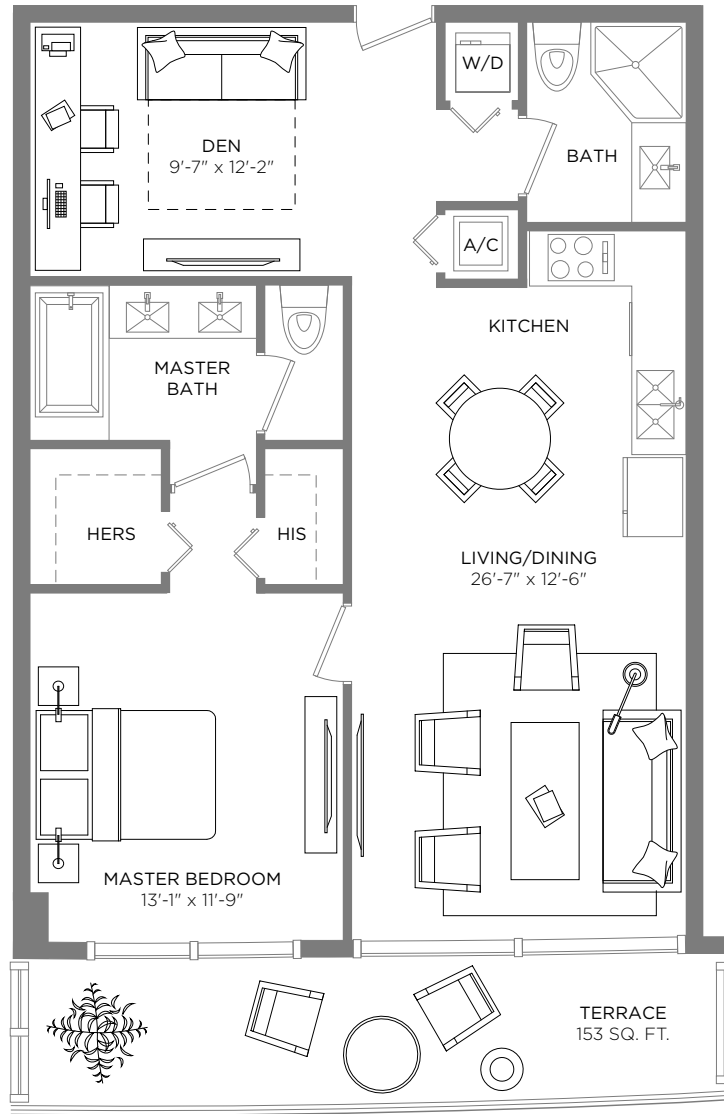 W/D
DEN
9'-7" x 12'-2"
BATH
A/C
KITCHEN
MASTER
BATH
HERS
HIS
LIVING/DINING
26'-7" x 12'-6"
MASTER BEDROOM
13'-1" x 11'-9"
TERRACE
153 SQ. FT.